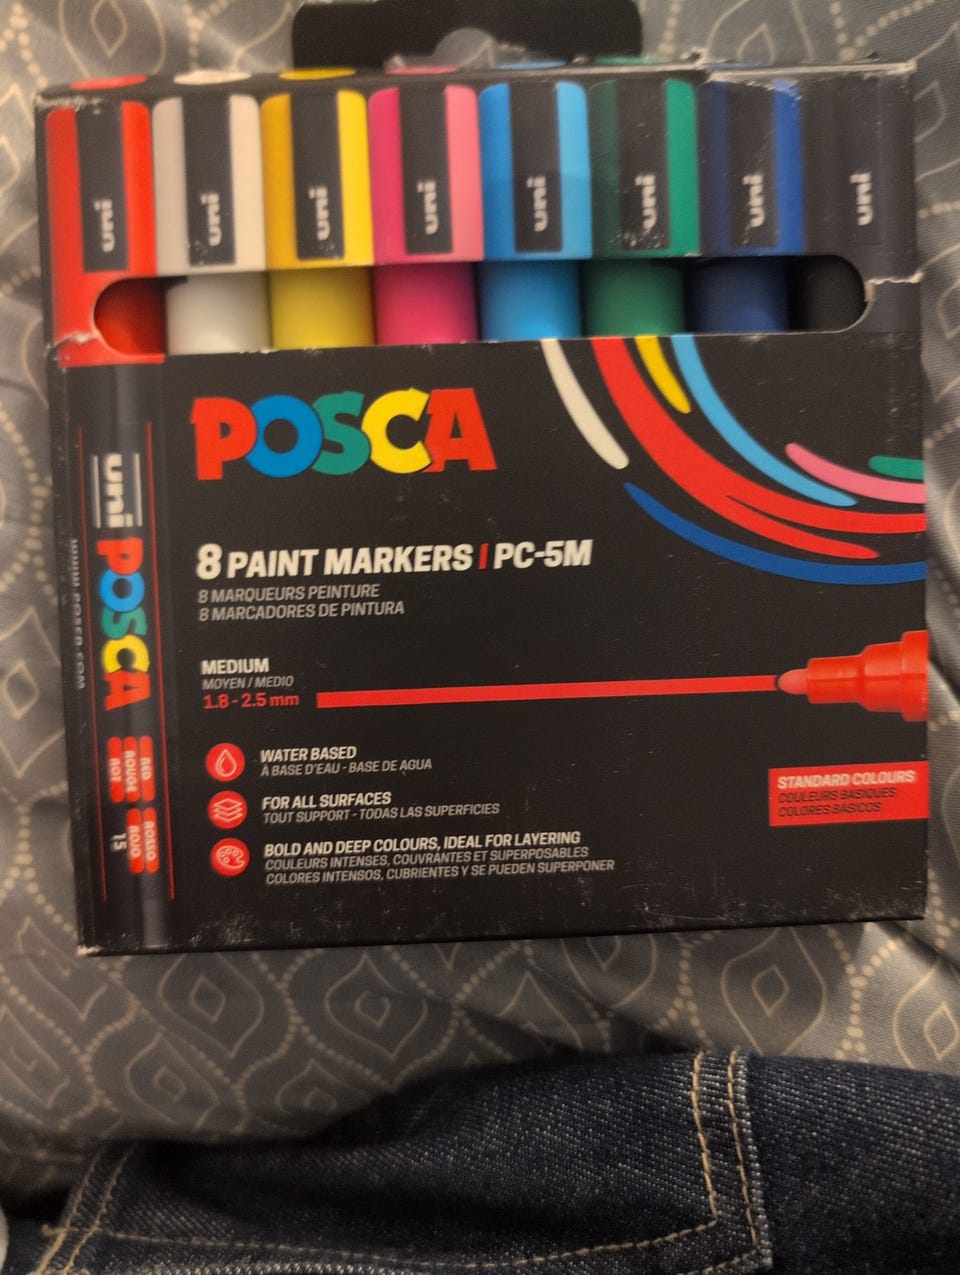 uni
uni
uni
uni
uni
uni
uni
uni
POSCA
8 PAINT MARKERS | PC-5M
8 MARQUEURS PEINTURE
8 MARCADORES DE PINTURA
MEDIUM
MOYEN / MEDIO
1.8 - 2.5 mm
WATER BASED
À BASE D'EAU - BASE DE AGUA
FOR ALL SURFACES
TOUT SUPPORT - TODAS LAS SUPERFICIES
BOLD AND DEEP COLOURS, IDEAL FOR LAYERING
COULEURS INTENSES, COUVRANTES ET SUPERPOSABLES
COLORES INTENSOS, CUBRIENTES Y SE PUEDEN SUPERPONER
STANDARD COLOURS
COULEURS BASIQUES
COLORES BÁSICOS
uni POSCA
RED
ROUGE
ROT
ROSSO
ROJO
15
WWW.POSCA.COM